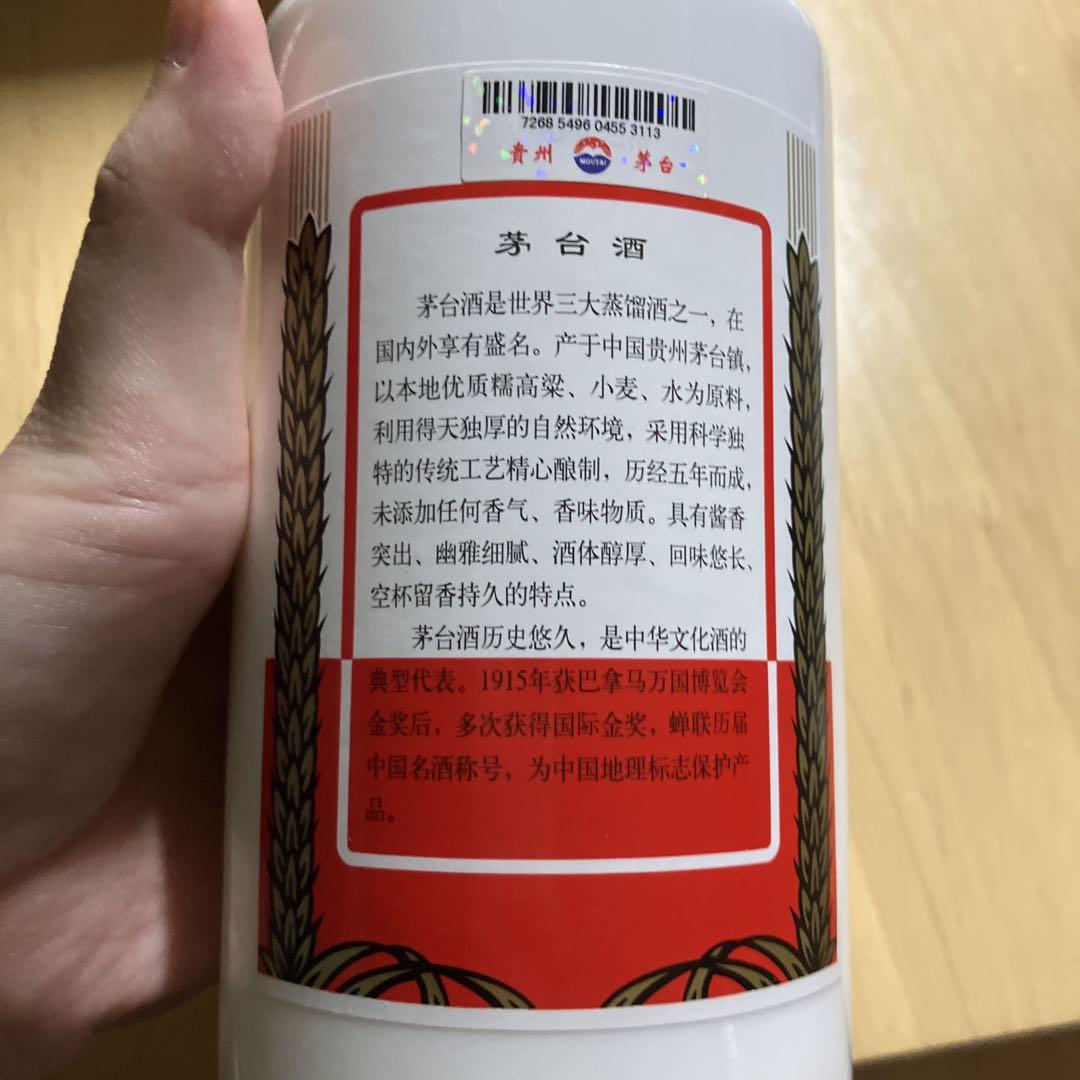 7268 5496 0455 3113
贵州 MOUTAI 茅台
茅台酒
茅台酒是世界三大蒸馏酒之一，在
国内外享有盛名。产于中国贵州茅台镇，
以本地优质糯高粱、小麦、水为原料，
利用得天独厚的自然环境，采用科学独
特的传统工艺精心酿制，历经五年而成，
未添加任何香气、香味物质。具有酱香
突出、幽雅细腻、酒体醇厚、回味悠长、
空杯留香持久的特点。
茅台酒历史悠久，是中华文化酒的
典型代表。1915年获巴拿马万国博览会
金奖后，多次获得国际金奖，蝉联历届
中国名酒称号，为中国地理标志保护产
品。